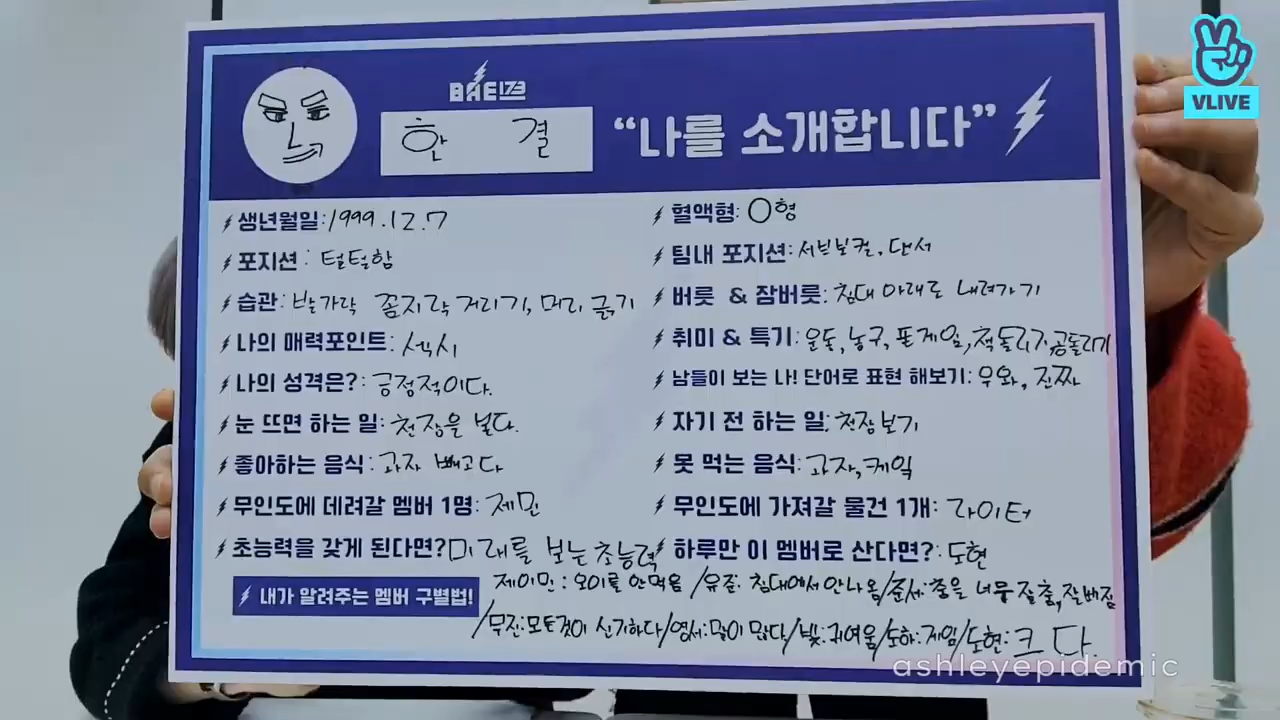 VLIVE
BAE173
한결 “나를 소개합니다”
생년월일: 1999.12.7
혈액형: O형
포지션: 털털함
팀내 포지션: 서브보컬, 댄서
습관: 발가락 꼼지락 거리기, 머리 긁기
버릇 & 잠버릇: 침대 아래로 내려가기
나의 매력포인트: 섹시
취미 & 특기: 운동, 농구, 폰게임, 책돌리기, 공돌리기
나의 성격은?: 긍정적이다.
남들이 보는 나! 단어로 표현 해보기: 우와, 진짜
눈 뜨면 하는 일: 천장을 본다.
자기 전 하는 일: 천장보기
좋아하는 음식: 과자 빼고 다
못 먹는 음식: 과자, 케익
무인도에 데려갈 멤버 1명: 제민
무인도에 가져갈 물건 1개: 라이터
초능력을 갖게 된다면? 미래를 보는 초능력
하루만 이 멤버로 산다면?: 도현
내가 알려주는 멤버 구별법! 제이민: 오이를 안먹음 /유준: 침대에서 안나옴/준서: 춤을 너무 잘춤, 잘버짐
/무진:모든것이 신기하다/영서:많이 많다/빛:귀여움/도하:게임/도현:크다.
ashleyepidemic